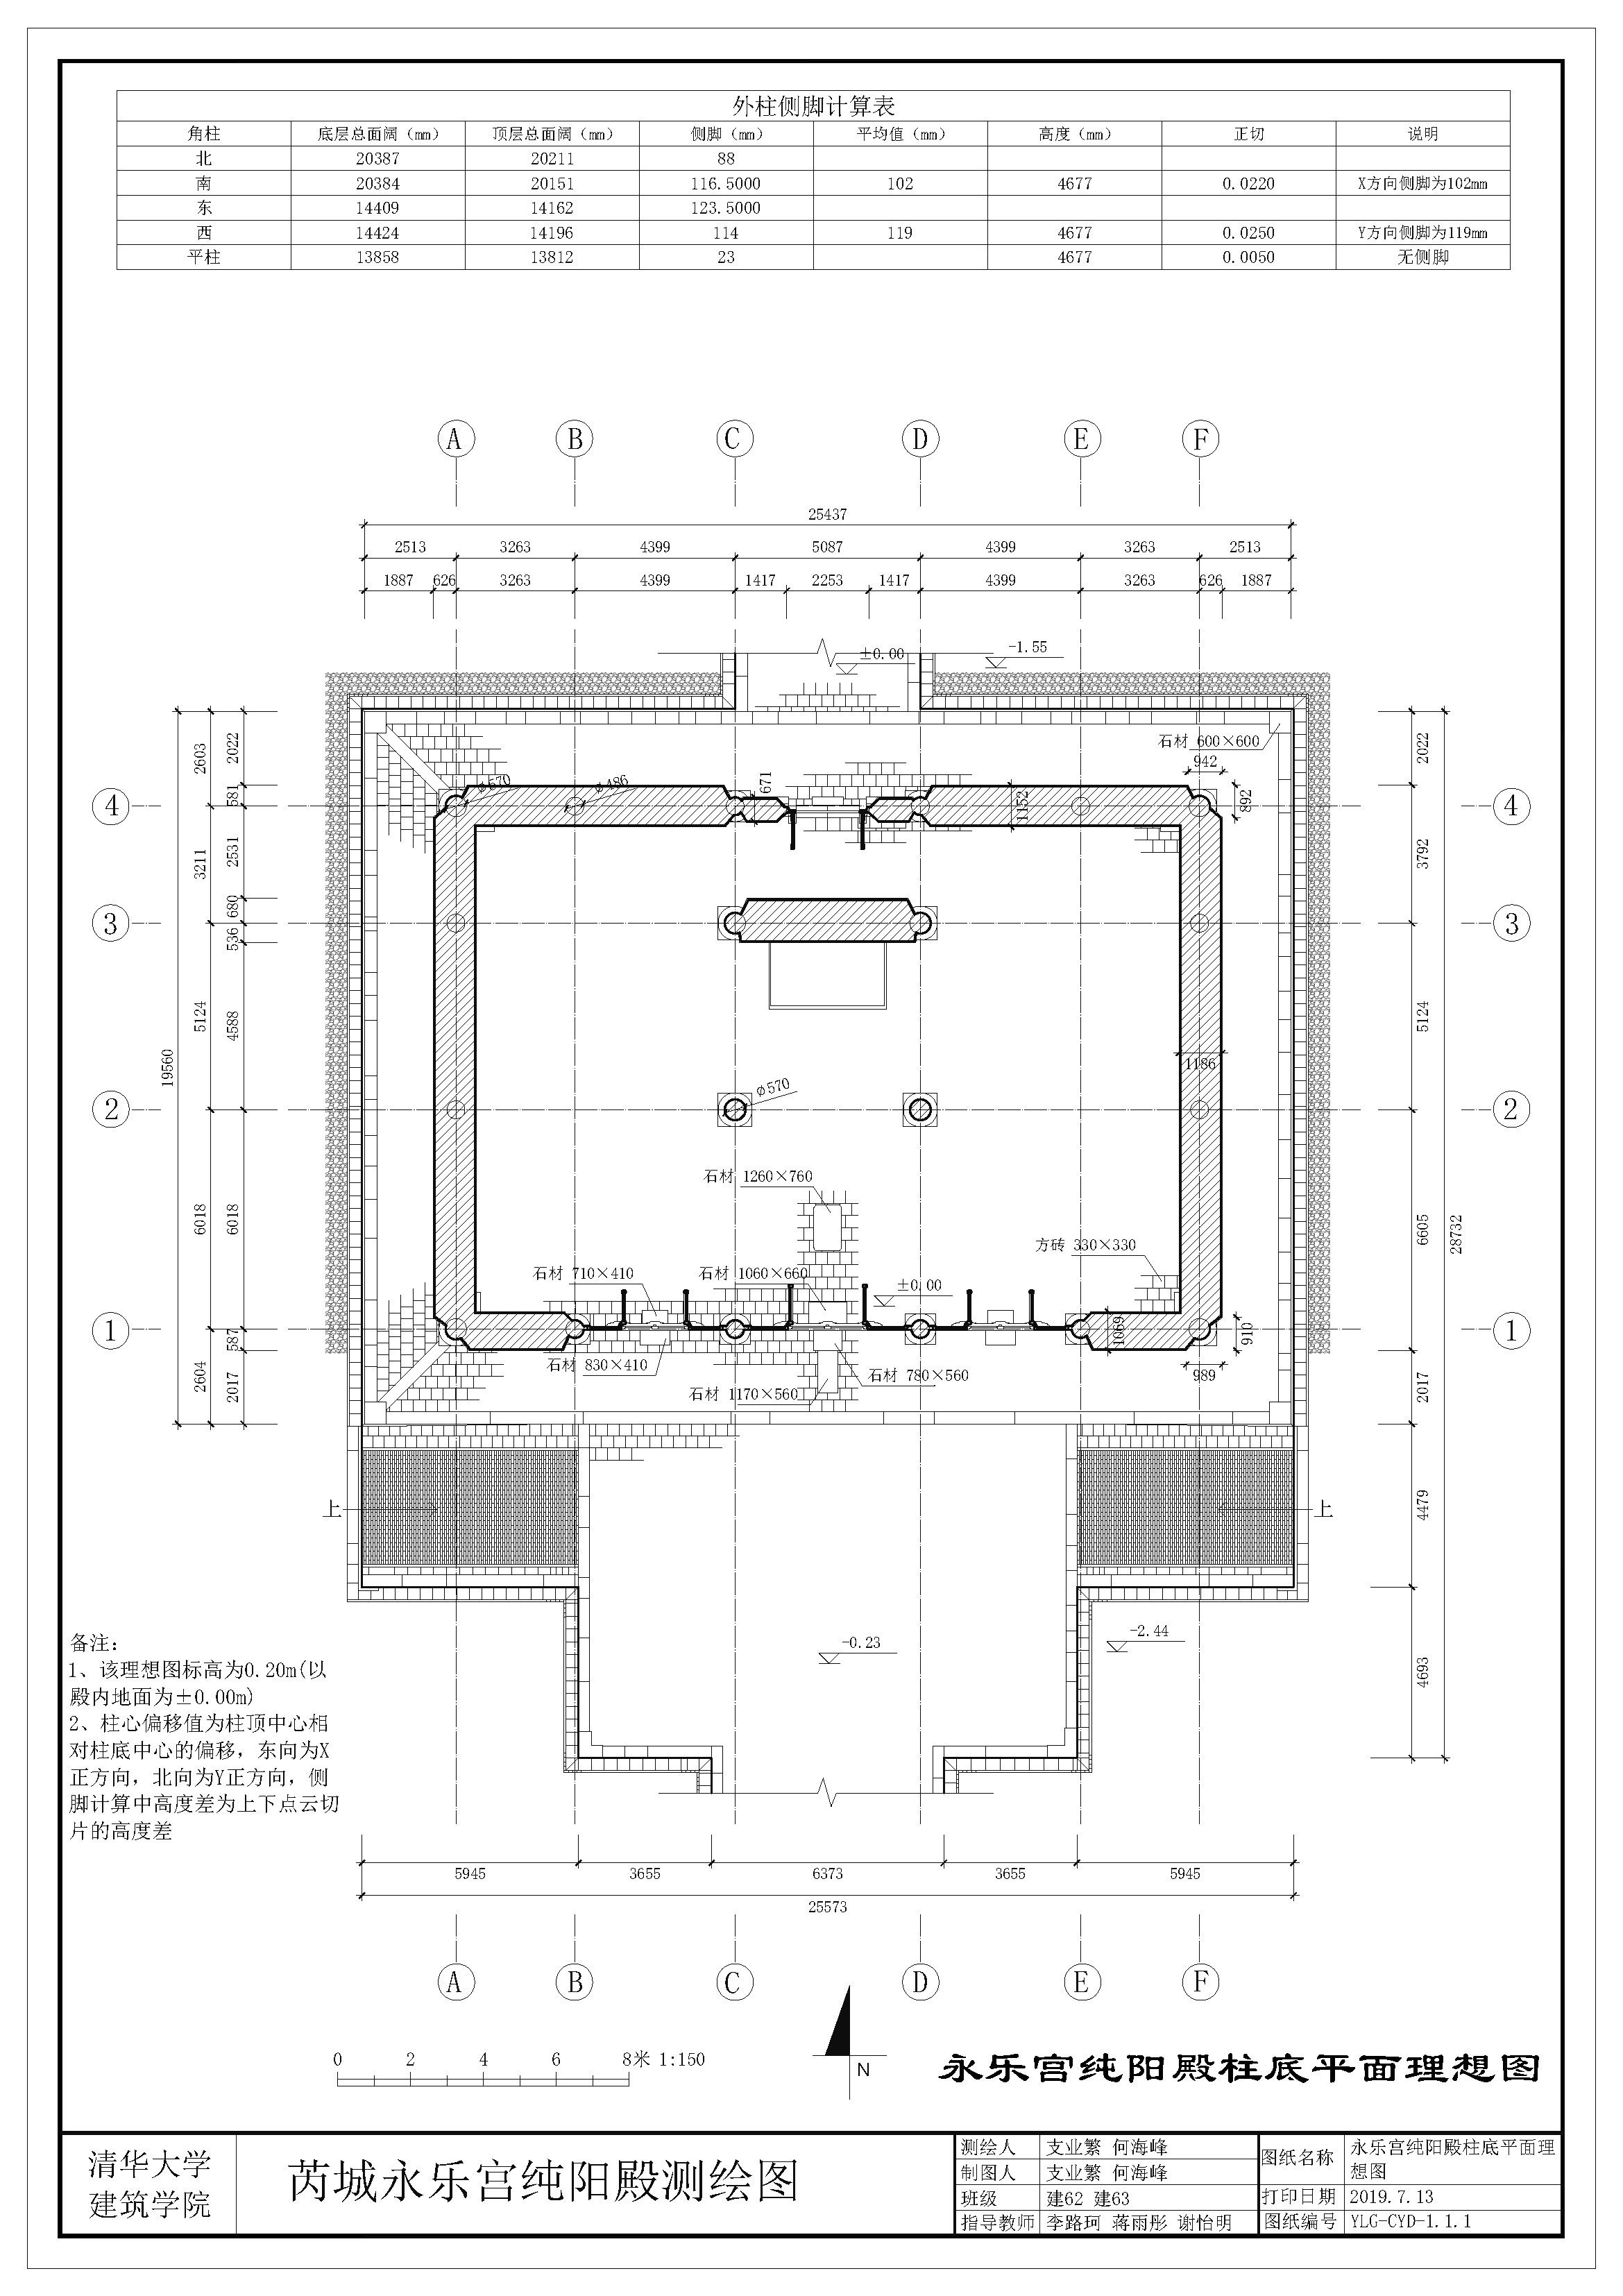 外柱侧脚计算表
角柱 底层总面阔（mm） 顶层总面阔（mm） 侧脚（mm） 平均值（mm） 高度（mm） 正切 说明
北 20387 20211 88
南 20384 20151 116.5000 102 4677 0.0220 X方向侧脚为102mm
东 14409 14162 123.5000
西 14424 14196 114 119 4677 0.0250 Y方向侧脚为119mm
平柱 13858 13812 23 4677 0.0050 无侧脚
A B C D E F
25437
2513 3263 4399 5087 4399 3263 2513
1887 626 3263 4399 1417 2253 1417 4399 3263 626 1887
±0.00
-1.55
石材 600×600
942
892
1152
671
ø570
ø486
4
4
3
3
2
2
1
1
19560
2603 3211 5124 6018 2604
2022 581 2531 680 536 4588 6018 587 2017
2022 3792 5124 6605 2017 4479 4693
28732
1186
ø570
石材 1260×760
方砖 330×330
石材 710×410
石材 1060×660
±0.00
1069
910
石材 830×410
石材 780×560
989
石材 1170×560
上
上
-0.23
-2.44
备注：
1、该理想图标高为0.20m(以
殿内地面为±0.00m)
2、柱心偏移值为柱顶中心相
对柱底中心的偏移，东向为X
正方向，北向为Y正方向，侧
脚计算中高度差为上下点云切
片的高度差
5945 3655 6373 3655 5945
25573
A B C D E F
0 2 4 6 8米 1:150
N
永乐宫纯阳殿柱底平面理想图
清华大学
建筑学院
芮城永乐宫纯阳殿测绘图
测绘人 支业繁 何海峰
制图人 支业繁 何海峰
班级 建62 建63
指导教师 李路珂 蒋雨彤 谢怡明
图纸名称 永乐宫纯阳殿柱底平面理
想图
打印日期 2019.7.13
图纸编号 YLG-CYD-1.1.1